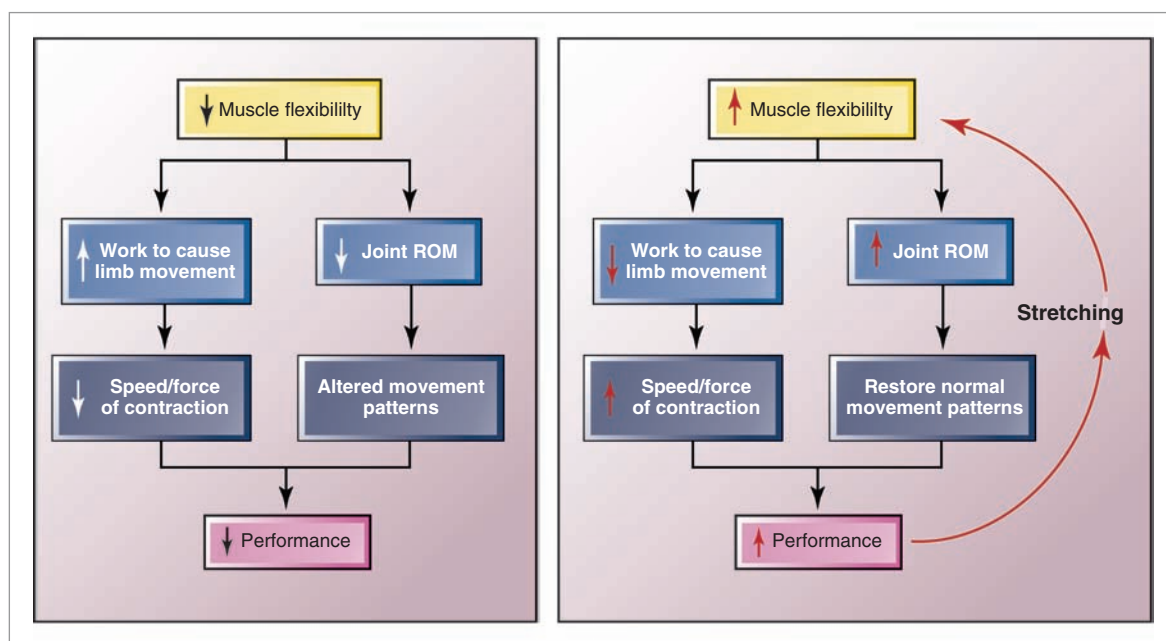 ↓ Muscle flexibililty
↑ Work to cause
limb movement
↓ Joint ROM
↓ Speed/force
of contraction
Altered movement
patterns
↓ Performance
↑ Muscle flexibililty
↓ Work to cause
limb movement
↑ Joint ROM
Stretching
↑ Speed/force
of contraction
Restore normal
movement patterns
↑ Performance